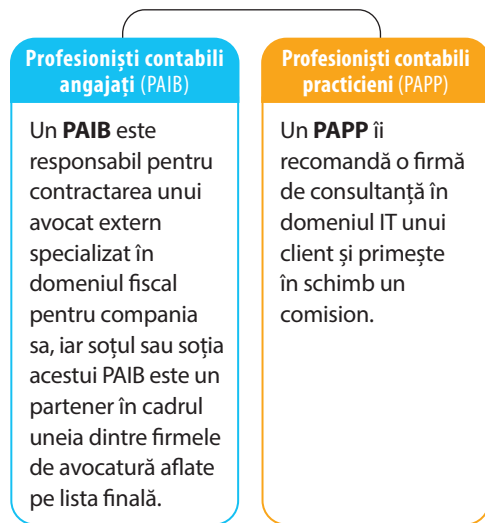 Profesioniști contabili
angajați (PAIB)
Un PAIB este
responsabil pentru
contractarea unui
avocat extern
specializat în
domeniul fiscal
pentru compania
sa, iar soțul sau soția
acestui PAIB este un
partener în cadrul
uneia dintre firmele
de avocatură aflate
pe lista finală.
Profesioniști contabili
practicieni (PAPP)
Un PAPP îi
recomandă o firmă
de consultanță în
domeniul IT unui
client și primește
în schimb un
comision.